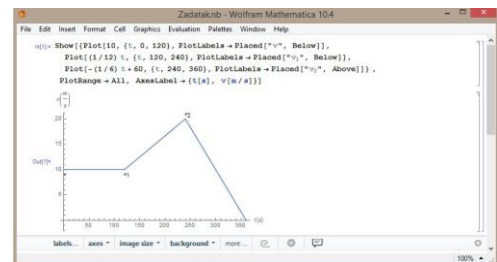 Zadatak.nb - Wolfram Mathematica 10.4
File Edit Insert Format Cell Graphics Evaluation Palettes Window Help
In[1]:= Show[{Plot[10, {t, 0, 120}, PlotLabels → Placed["v", Below]],
Plot[(1/12) t, {t, 120, 240}, PlotLabels → Placed["v₁", Below]],
Plot[-(1/6) t + 60, {t, 240, 360}, PlotLabels → Placed["v₂", Above]]},
PlotRange → All, AxesLabel → {t[s], v[m/s]}]
v(m/s)
20
v₂
15
Out[1]=
10
v
v₁
5
50 100 150 200 250 300 350 t(s)
labels... axes image size background more...
100%